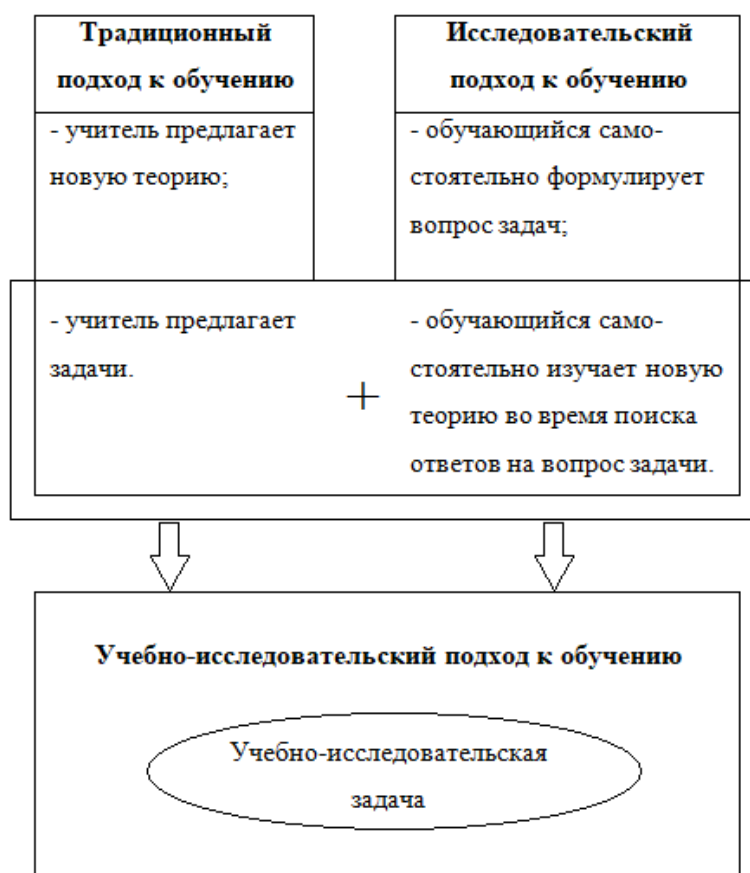 Традиционный
подход к обучению
- учитель предлагает
новую теорию;
- учитель предлагает
задачи.
Исследовательский
подход к обучению
- обучающийся само-
стоятельно формулирует
вопрос задач;
+
- обучающийся само-
стоятельно изучает новую
теорию во время поиска
ответов на вопрос задачи.
Учебно-исследовательский подход к обучению
Учебно-исследовательская
задача